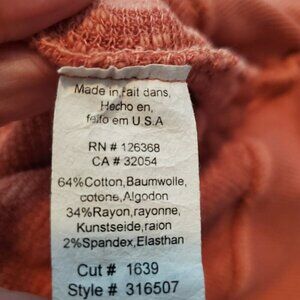 Made in,Fait dans,
Hecho en,
feito em U.S.A
RN # 126368
CA # 32054
64%Cotton,Baumwolle,
cotone,Algodon
34%Rayon,rayonne,
Kunstseide,raion
2%Spandex,Elasthan
Cut # 1639
Style # 316507